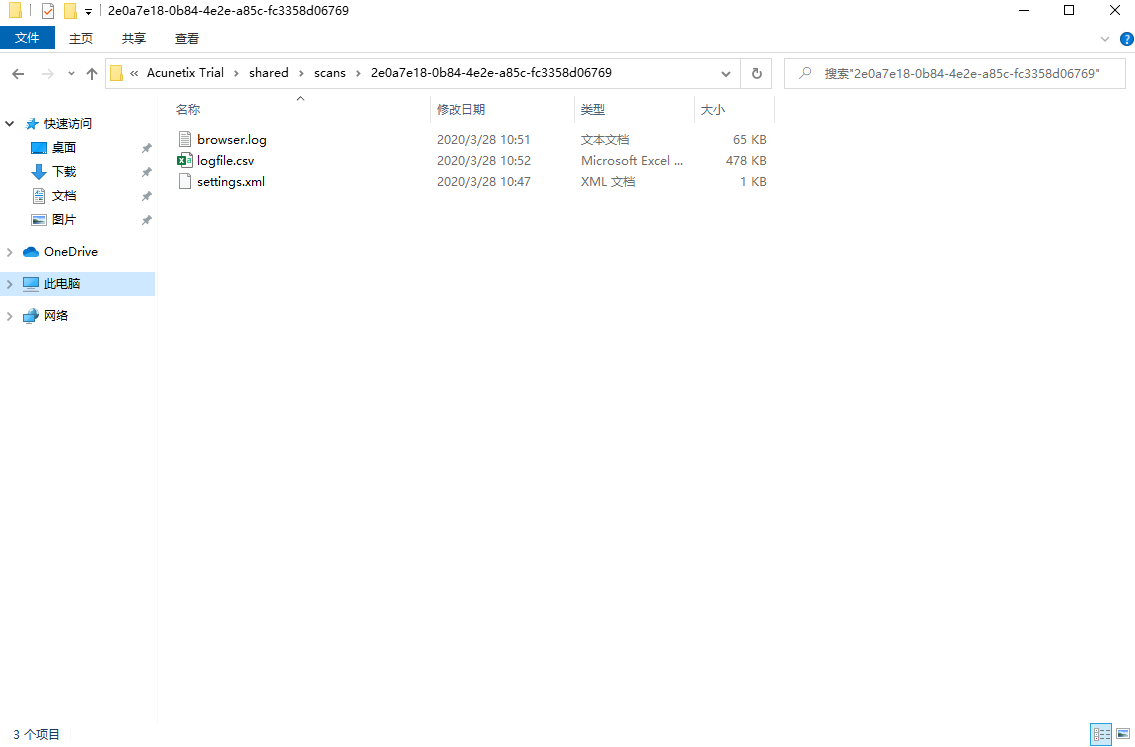 2e0a7e18-0b84-4e2e-a85c-fc3358d06769
文件 主页 共享 查看
« Acunetix Trial › shared › scans › 2e0a7e18-0b84-4e2e-a85c-fc3358d06769 搜索"2e0a7e18-0b84-4e2e-a85c-fc3358d06769"
名称 修改日期 类型 大小
快速访问
桌面
下载
文档
图片
OneDrive
此电脑
网络
browser.log 2020/3/28 10:51 文本文档 65 KB
logfile.csv 2020/3/28 10:52 Microsoft Excel ... 478 KB
settings.xml 2020/3/28 10:47 XML 文档 1 KB
3 个项目